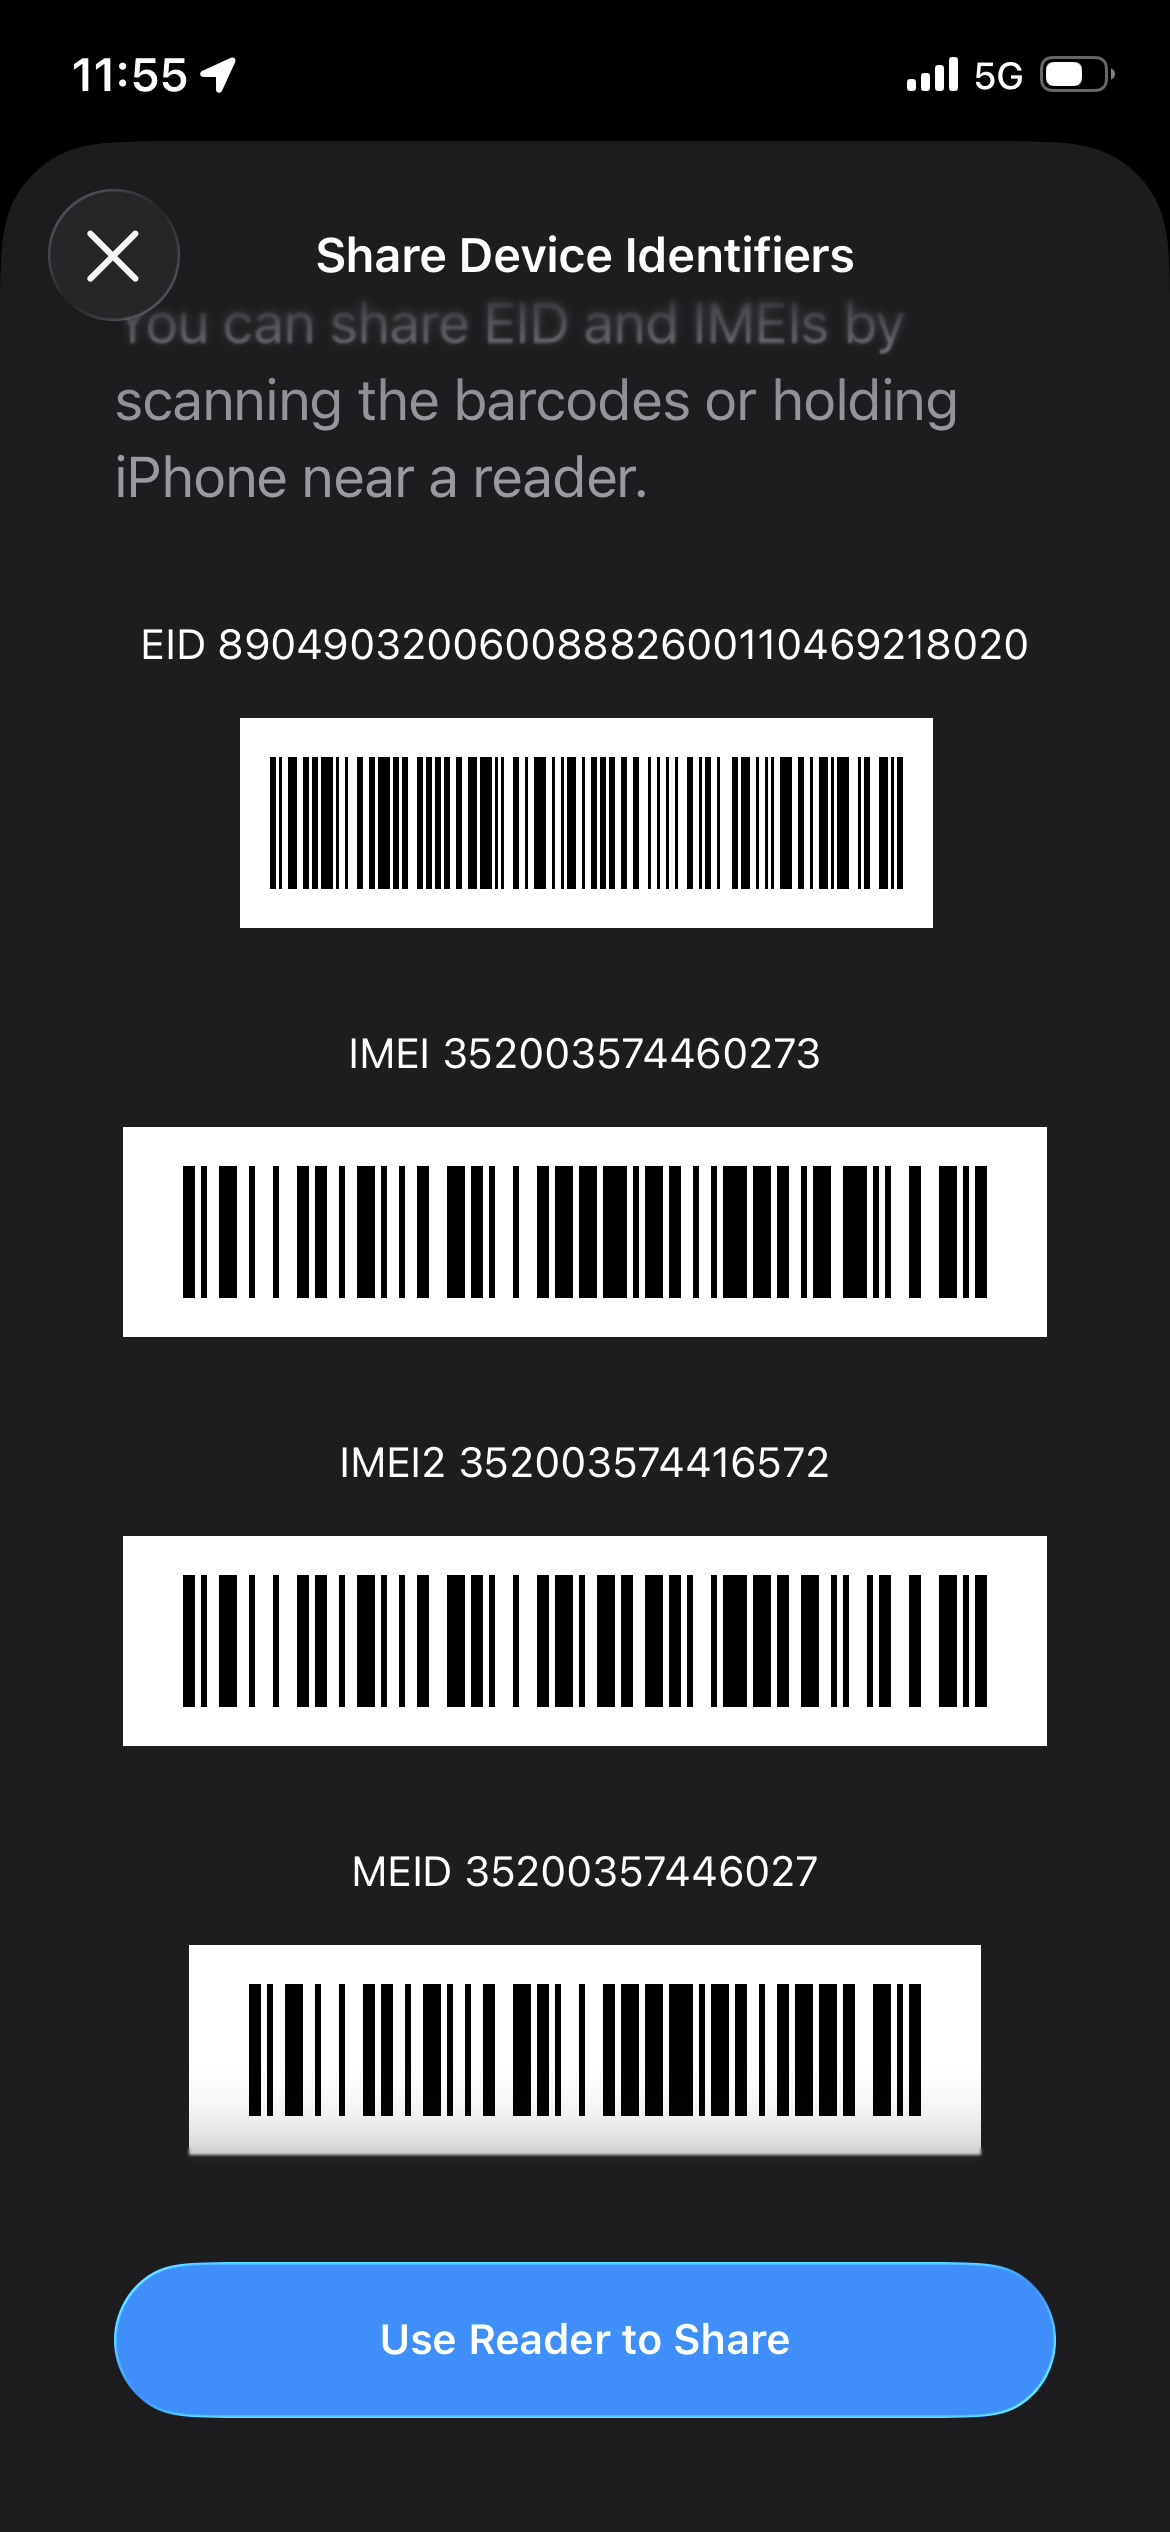 11:55
5G
Share Device Identifiers
You can share EID and IMEIs by
scanning the barcodes or holding
iPhone near a reader.
EID 89049032006008882600110469218020
IMEI 352003574460273
IMEI2 352003574416572
MEID 35200357446027
Use Reader to Share